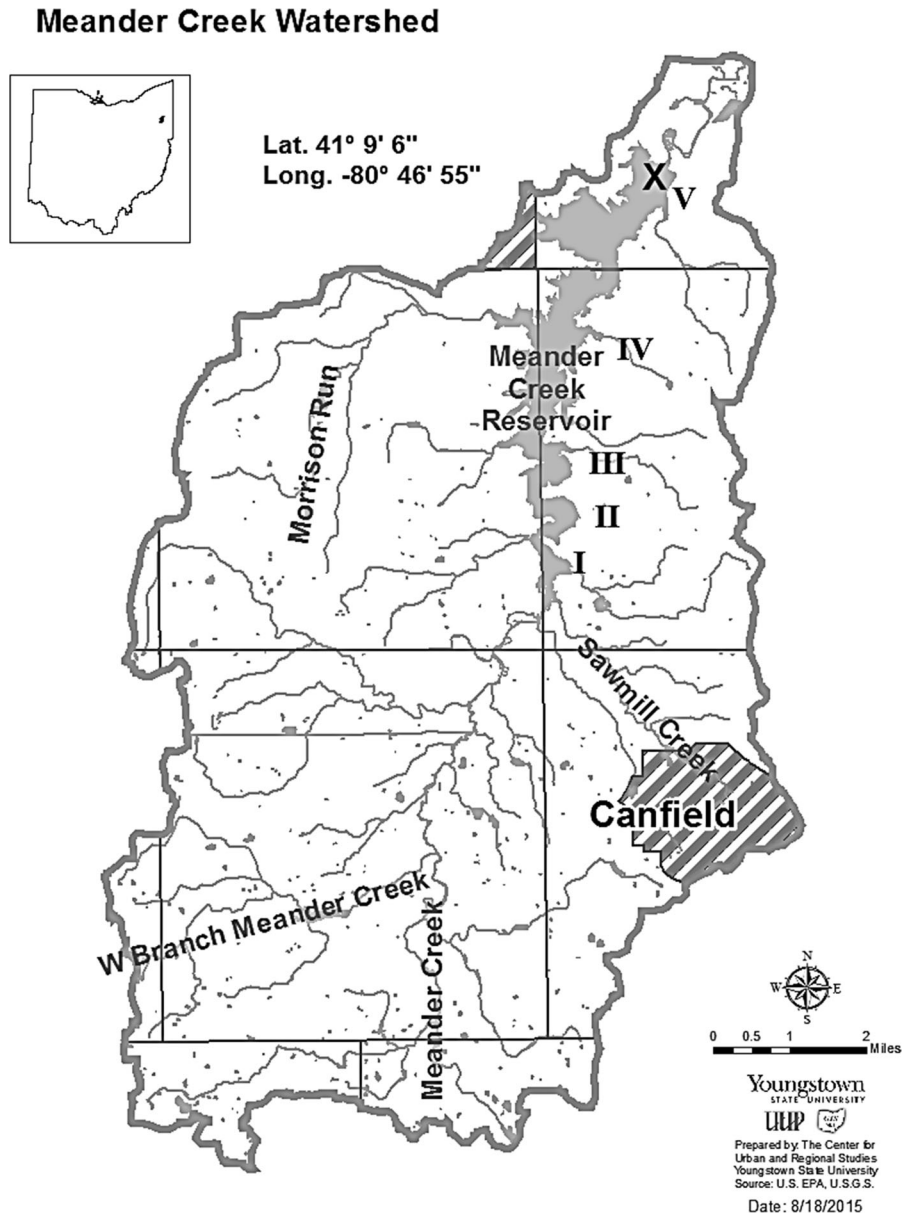 Meander Creek Watershed
Lat. 41° 9' 6"
Long. -80° 46' 55"
X
V
IV
Meander
Creek
Reservoir
Morrison Run
III
II
I
Sawmill Creek
Canfield
W Branch Meander Creek
Meander Creek
N
W E
S
0 0.5 1 2
Miles
Youngstown
STATE UNIVERSITY
UUP
Prepared by: The Center for
Urban and Regional Studies
Youngstown State University
Source: U.S. EPA, U.S.G.S.
Date: 8/18/2015